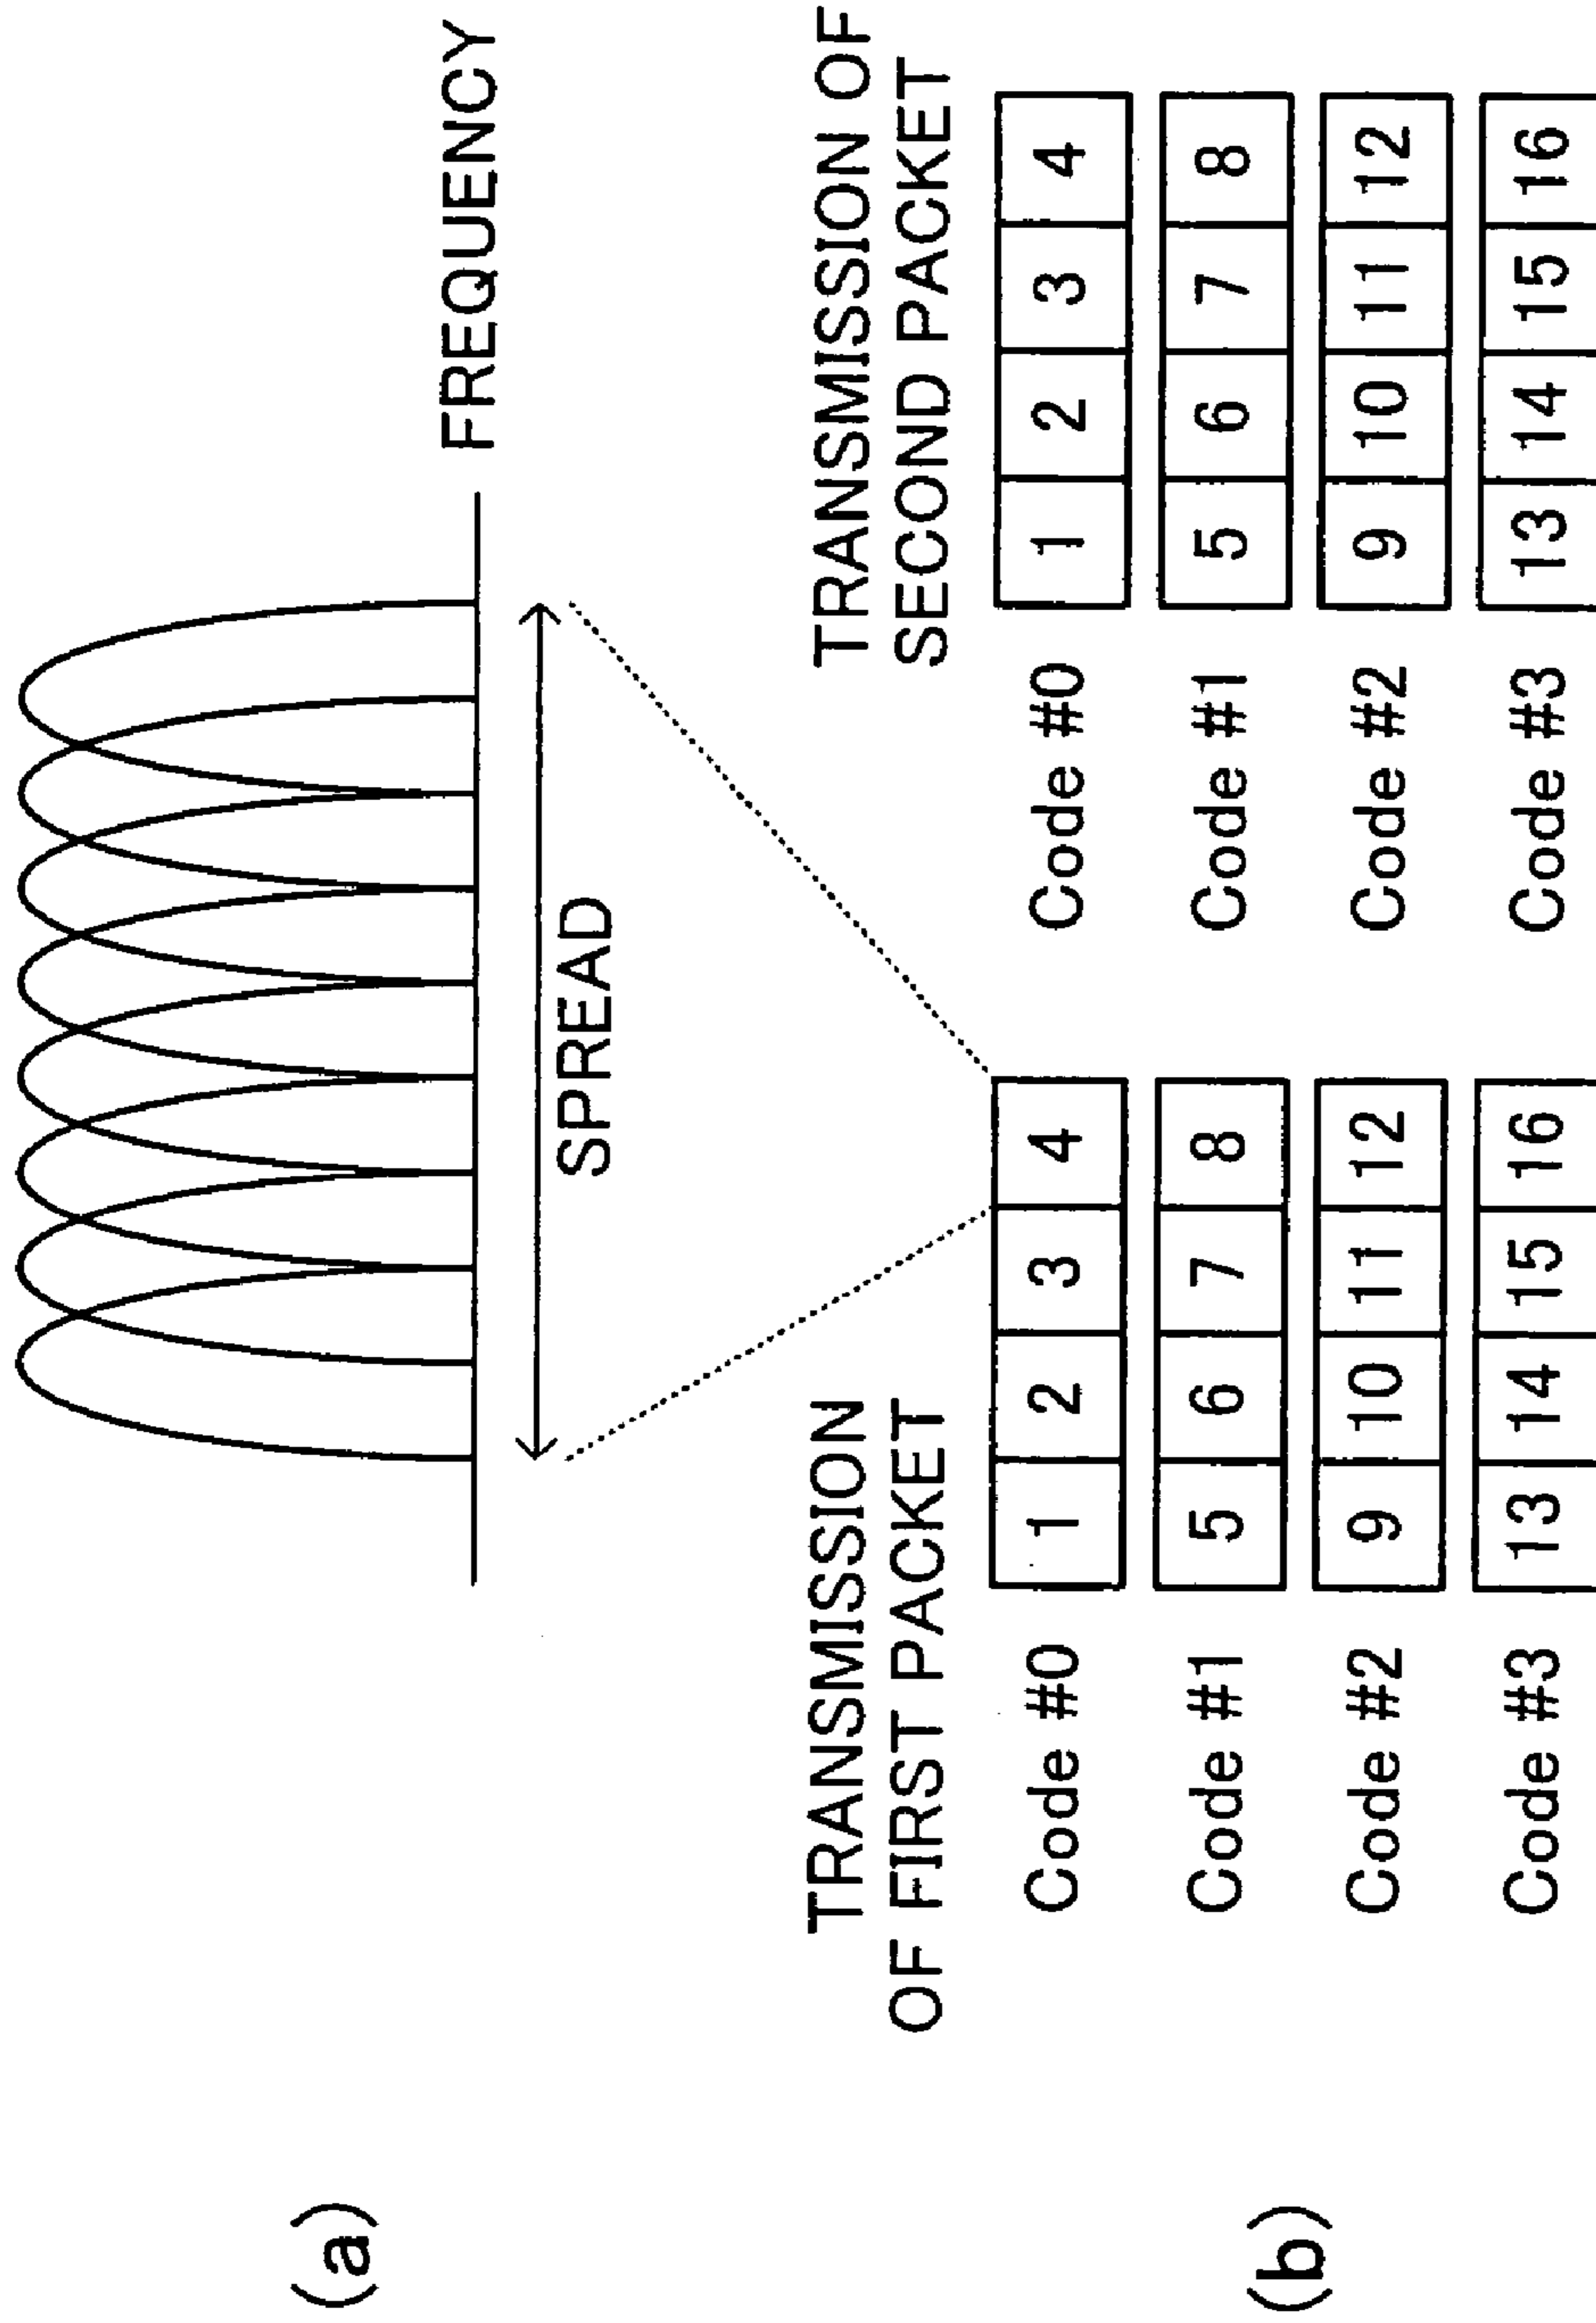 (a)
FREQUENCY
SPREAD
(b)
TRANSMISSION
OF FIRST PACKET
Code #0 1 2 3 4
Code #1 5 6 7 8
Code #2 9 10 11 12
Code #3 13 14 15 16
TRANSMISSION OF
SECOND PACKET
Code #0 1 2 3 4
Code #1 5 6 7 8
Code #2 9 10 11 12
Code #3 13 14 15 16